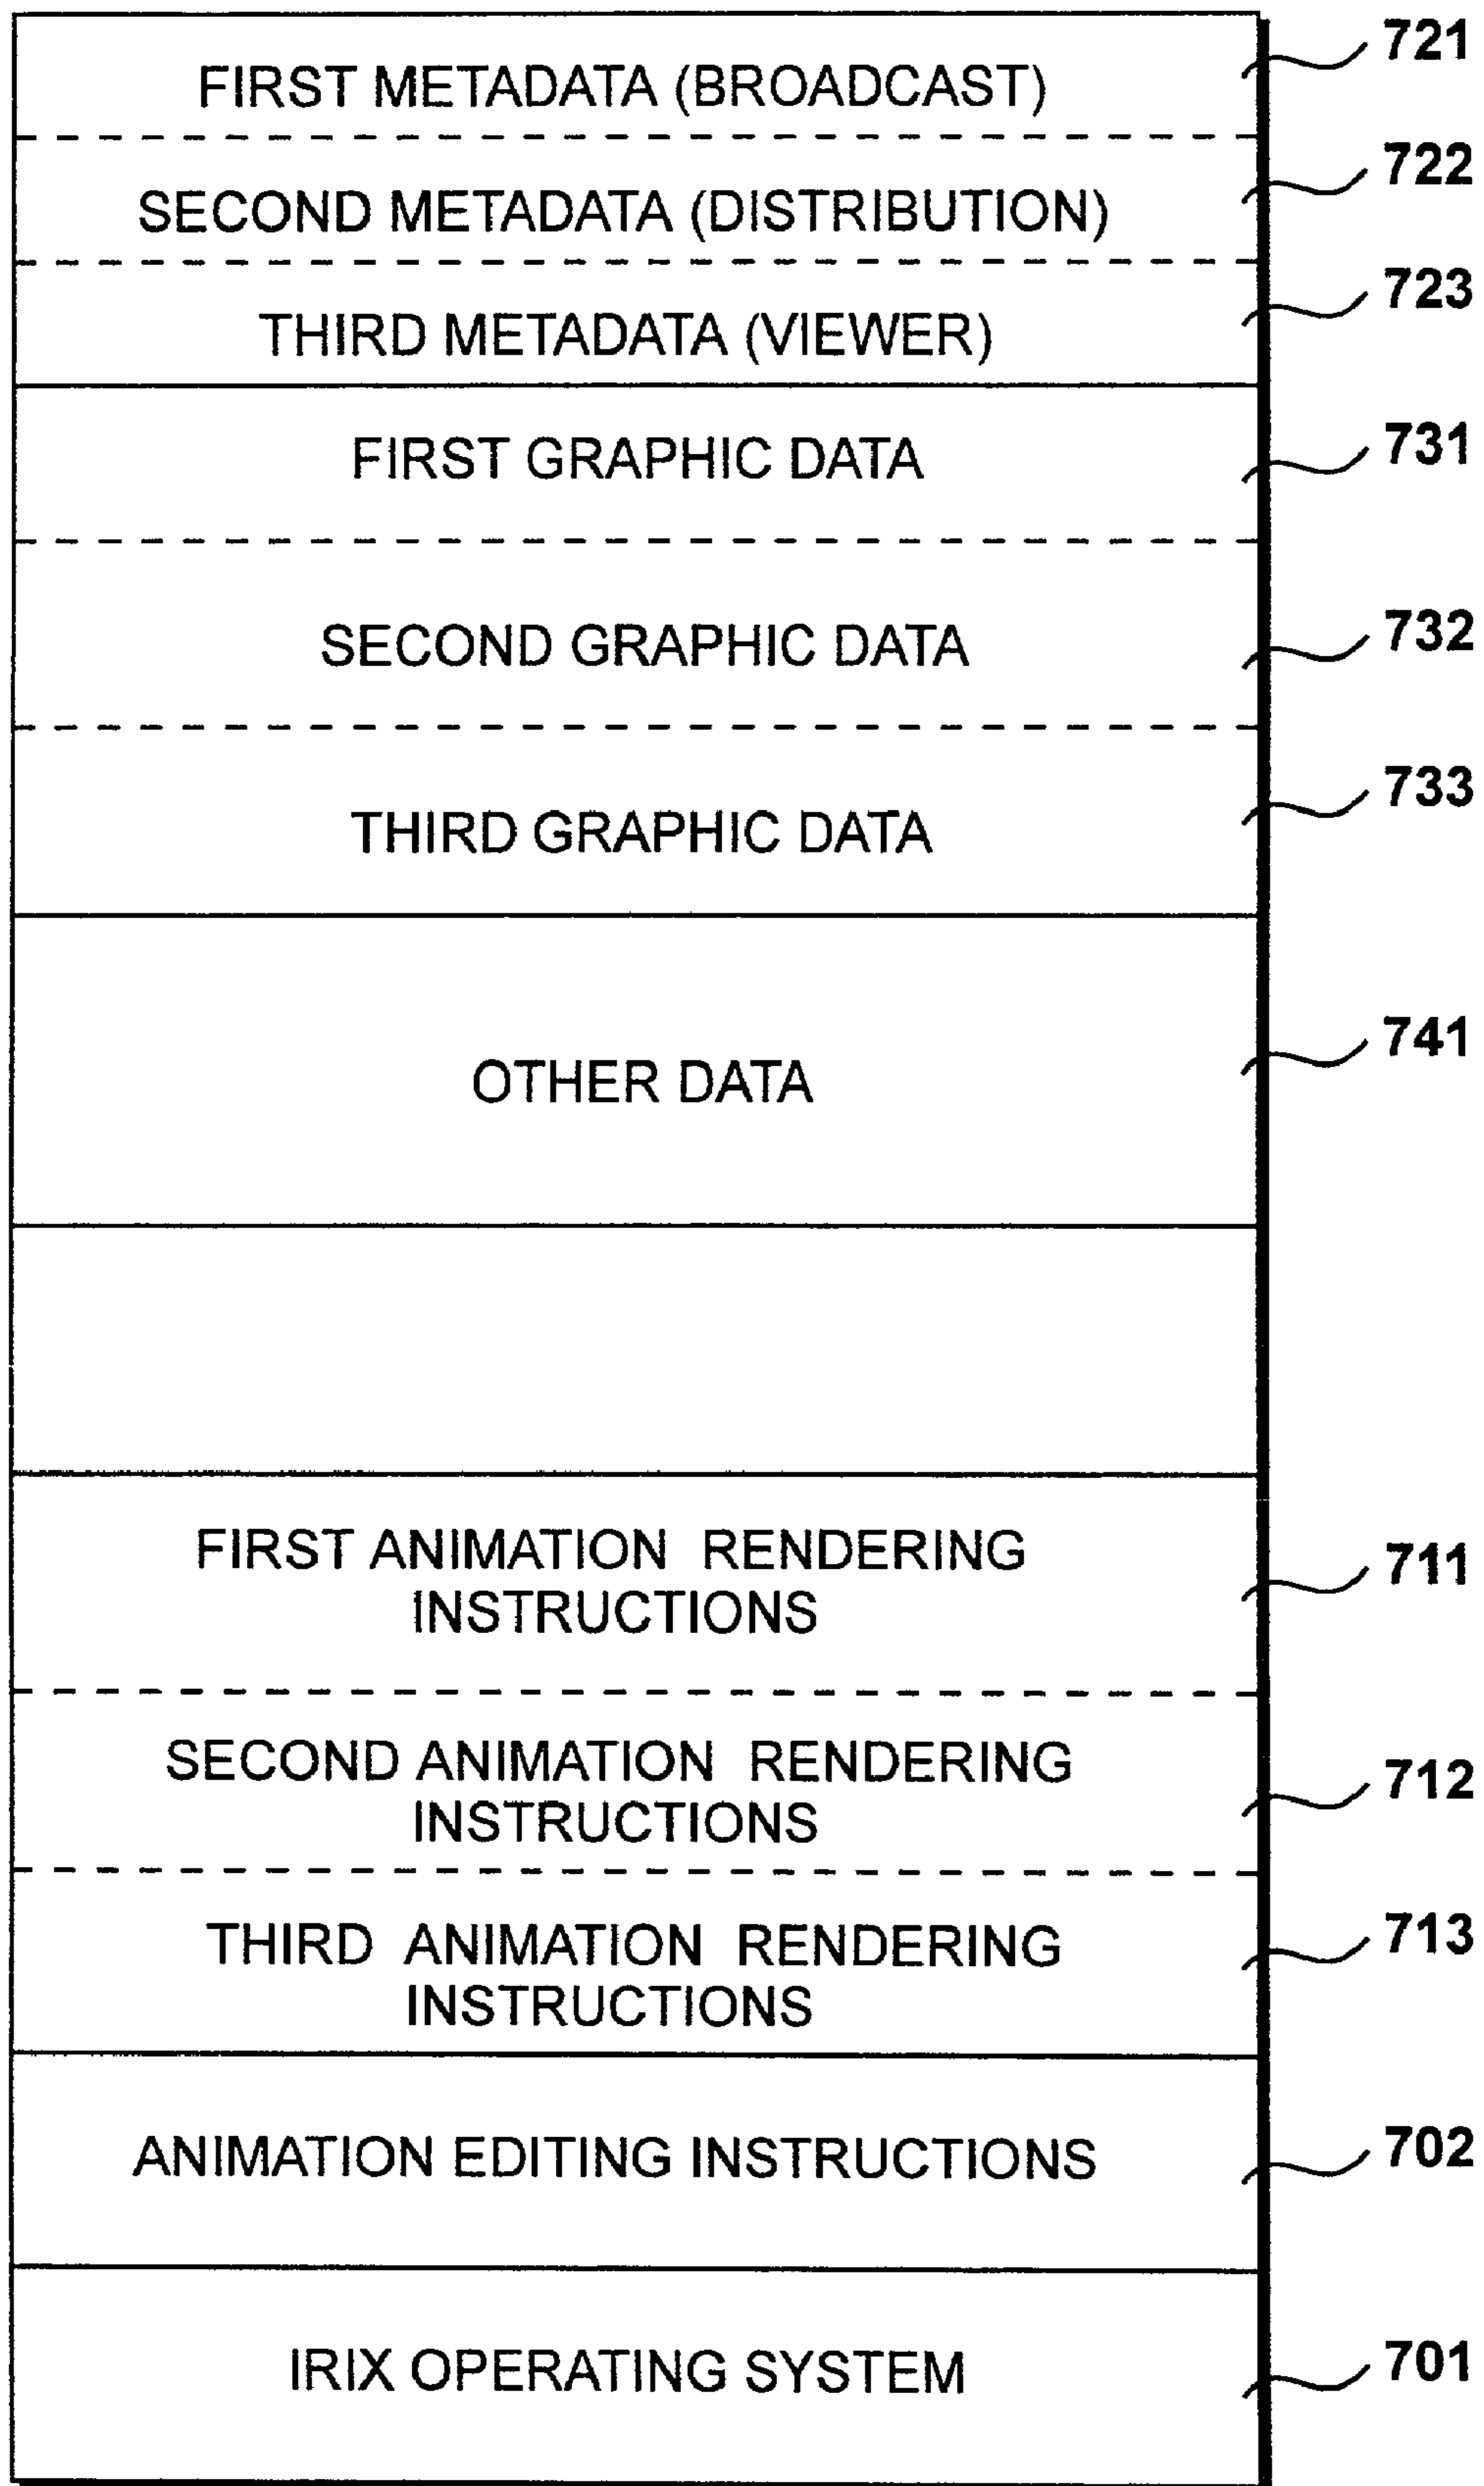 721
FIRST METADATA (BROADCAST)
722
SECOND METADATA (DISTRIBUTION)
723
THIRD METADATA (VIEWER)
731
FIRST GRAPHIC DATA
732
SECOND GRAPHIC DATA
733
THIRD GRAPHIC DATA
741
OTHER DATA
711
FIRST ANIMATION RENDERING
INSTRUCTIONS
712
SECOND ANIMATION RENDERING
INSTRUCTIONS
713
THIRD ANIMATION RENDERING
INSTRUCTIONS
702
ANIMATION EDITING INSTRUCTIONS
701
IRIX OPERATING SYSTEM